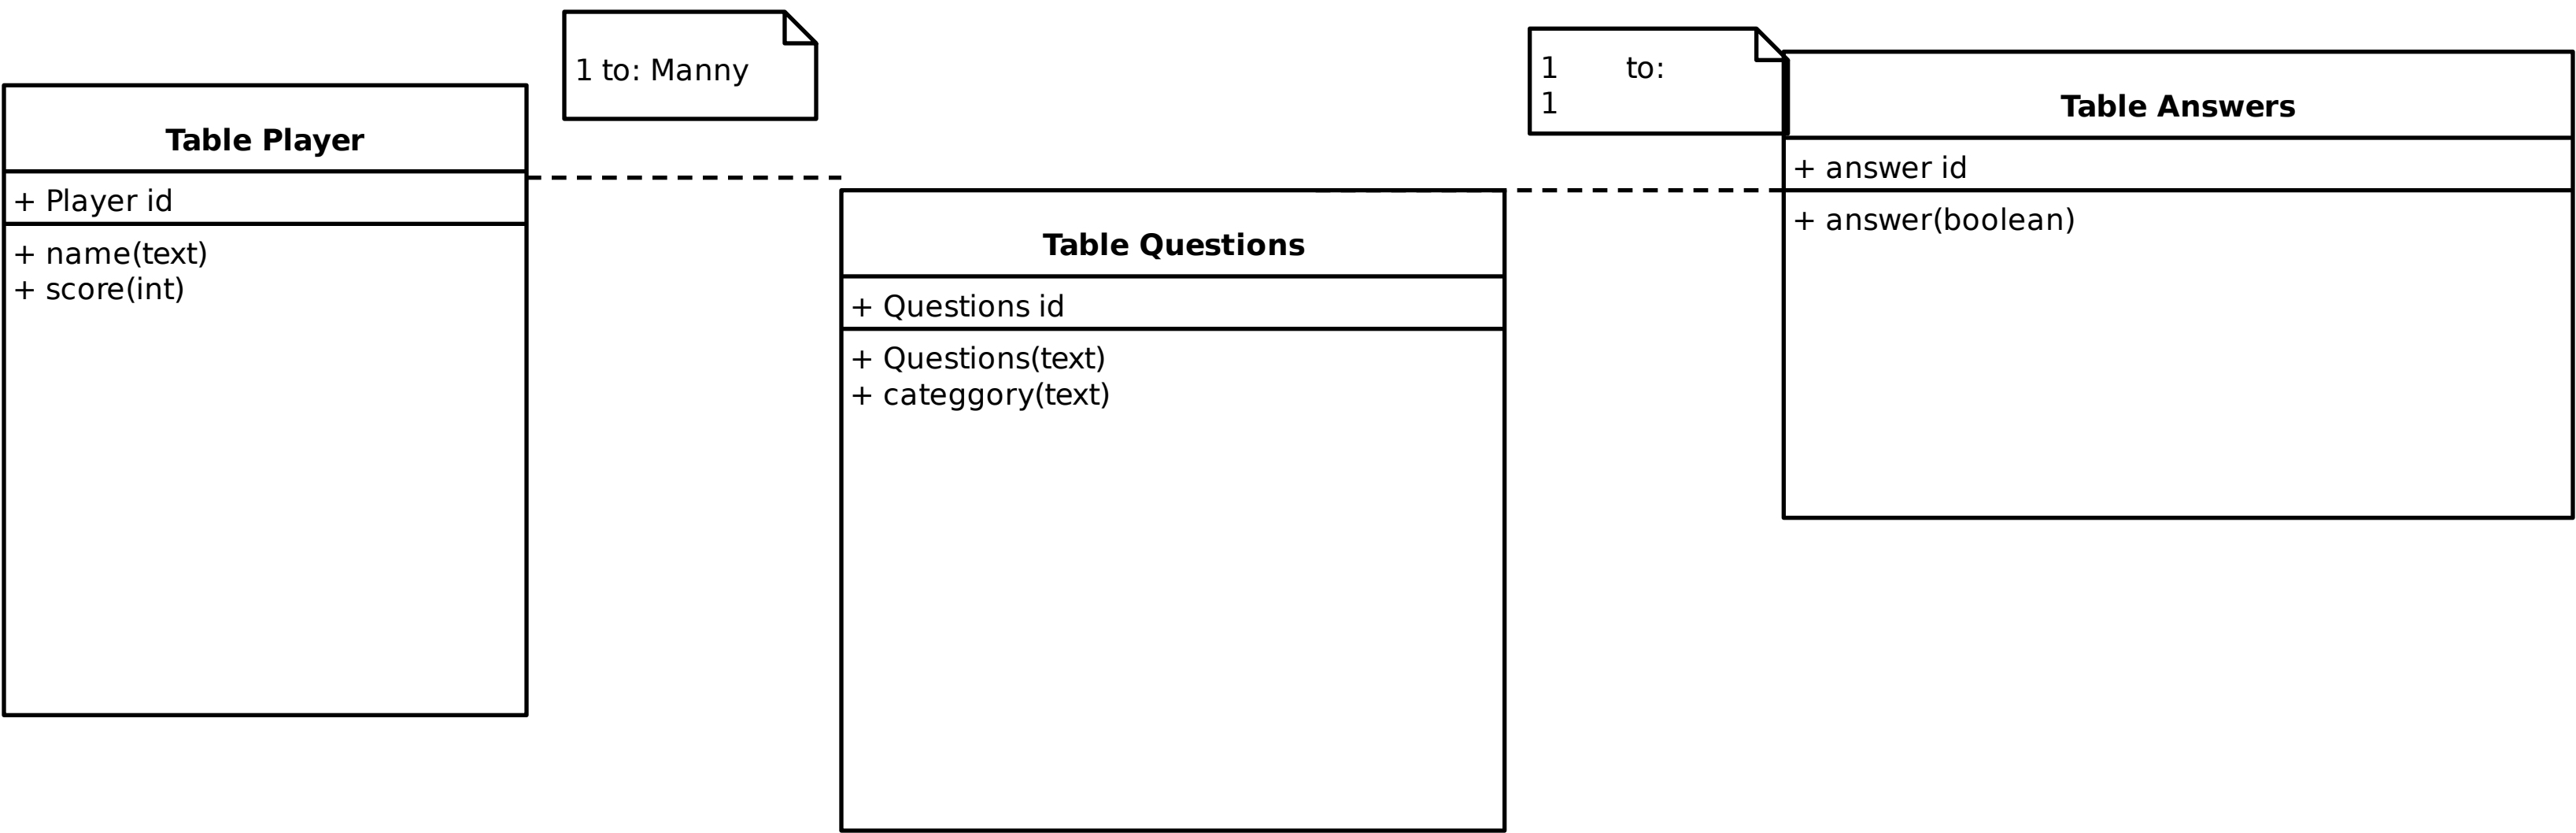 1 to: Manny
1 to:
1
Table Player
+ Player id
+ name(text)
+ score(int)
Table Questions
+ Questions id
+ Questions(text)
+ categgory(text)
Table Answers
+ answer id
+ answer(boolean)